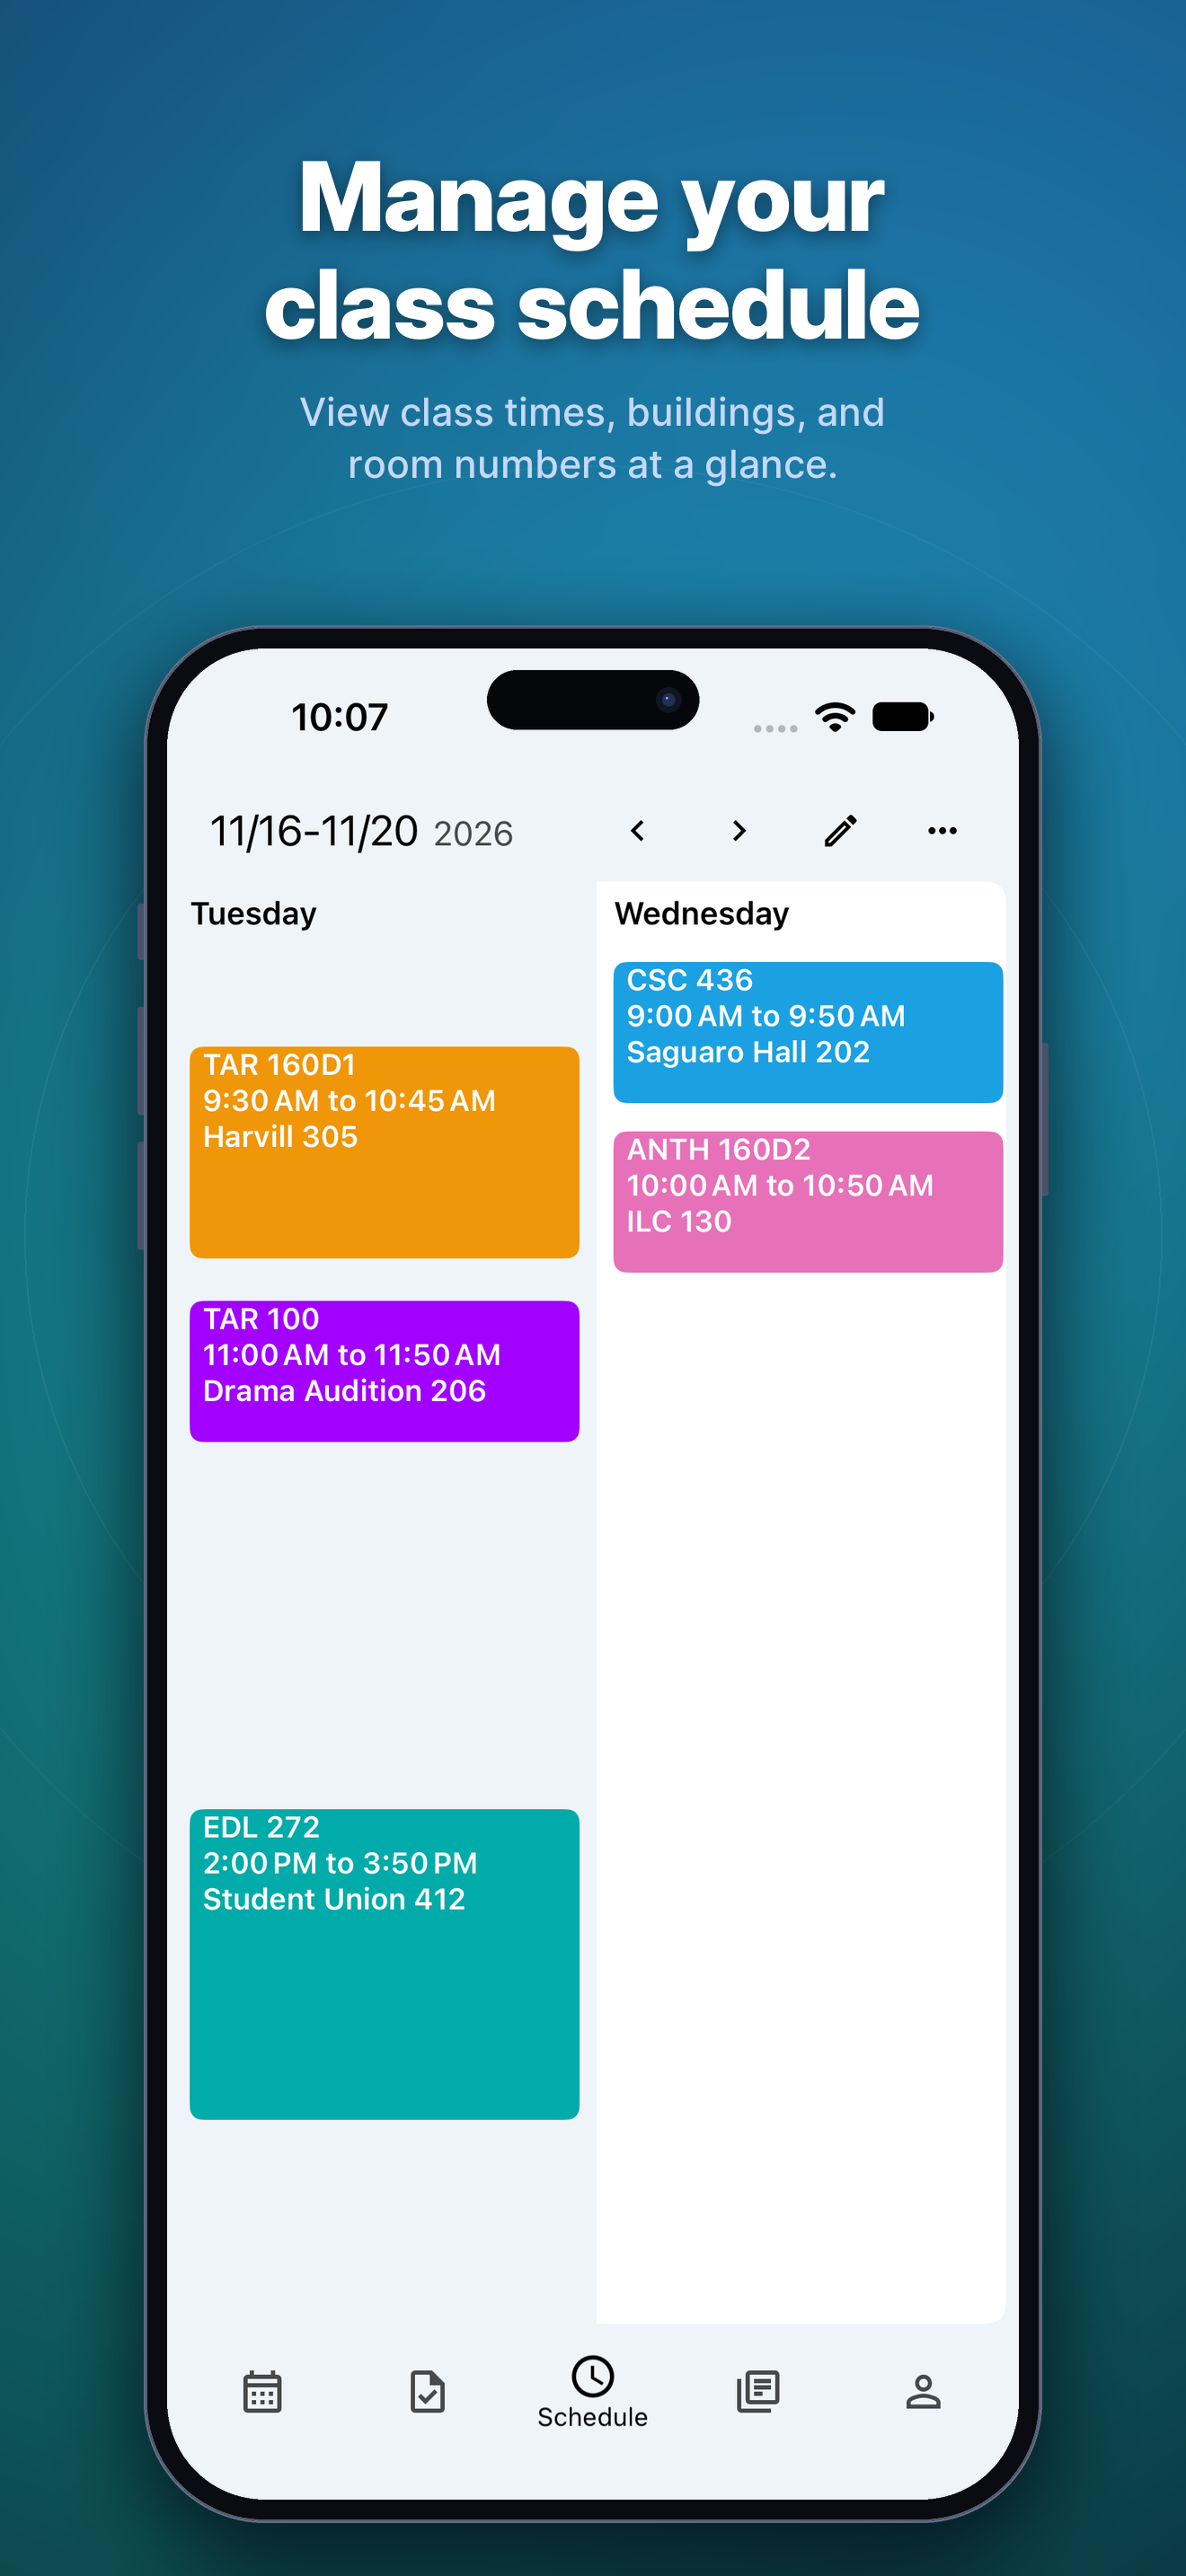 Manage your
class schedule
View class times, buildings, and
room numbers at a glance.
10:07
11/16-11/20 2026
Tuesday
TAR 160D1
9:30 AM to 10:45 AM
Harvill 305
TAR 100
11:00 AM to 11:50 AM
Drama Audition 206
EDL 272
2:00 PM to 3:50 PM
Student Union 412
Wednesday
CSC 436
9:00 AM to 9:50 AM
Saguaro Hall 202
ANTH 160D2
10:00 AM to 10:50 AM
ILC 130
Schedule